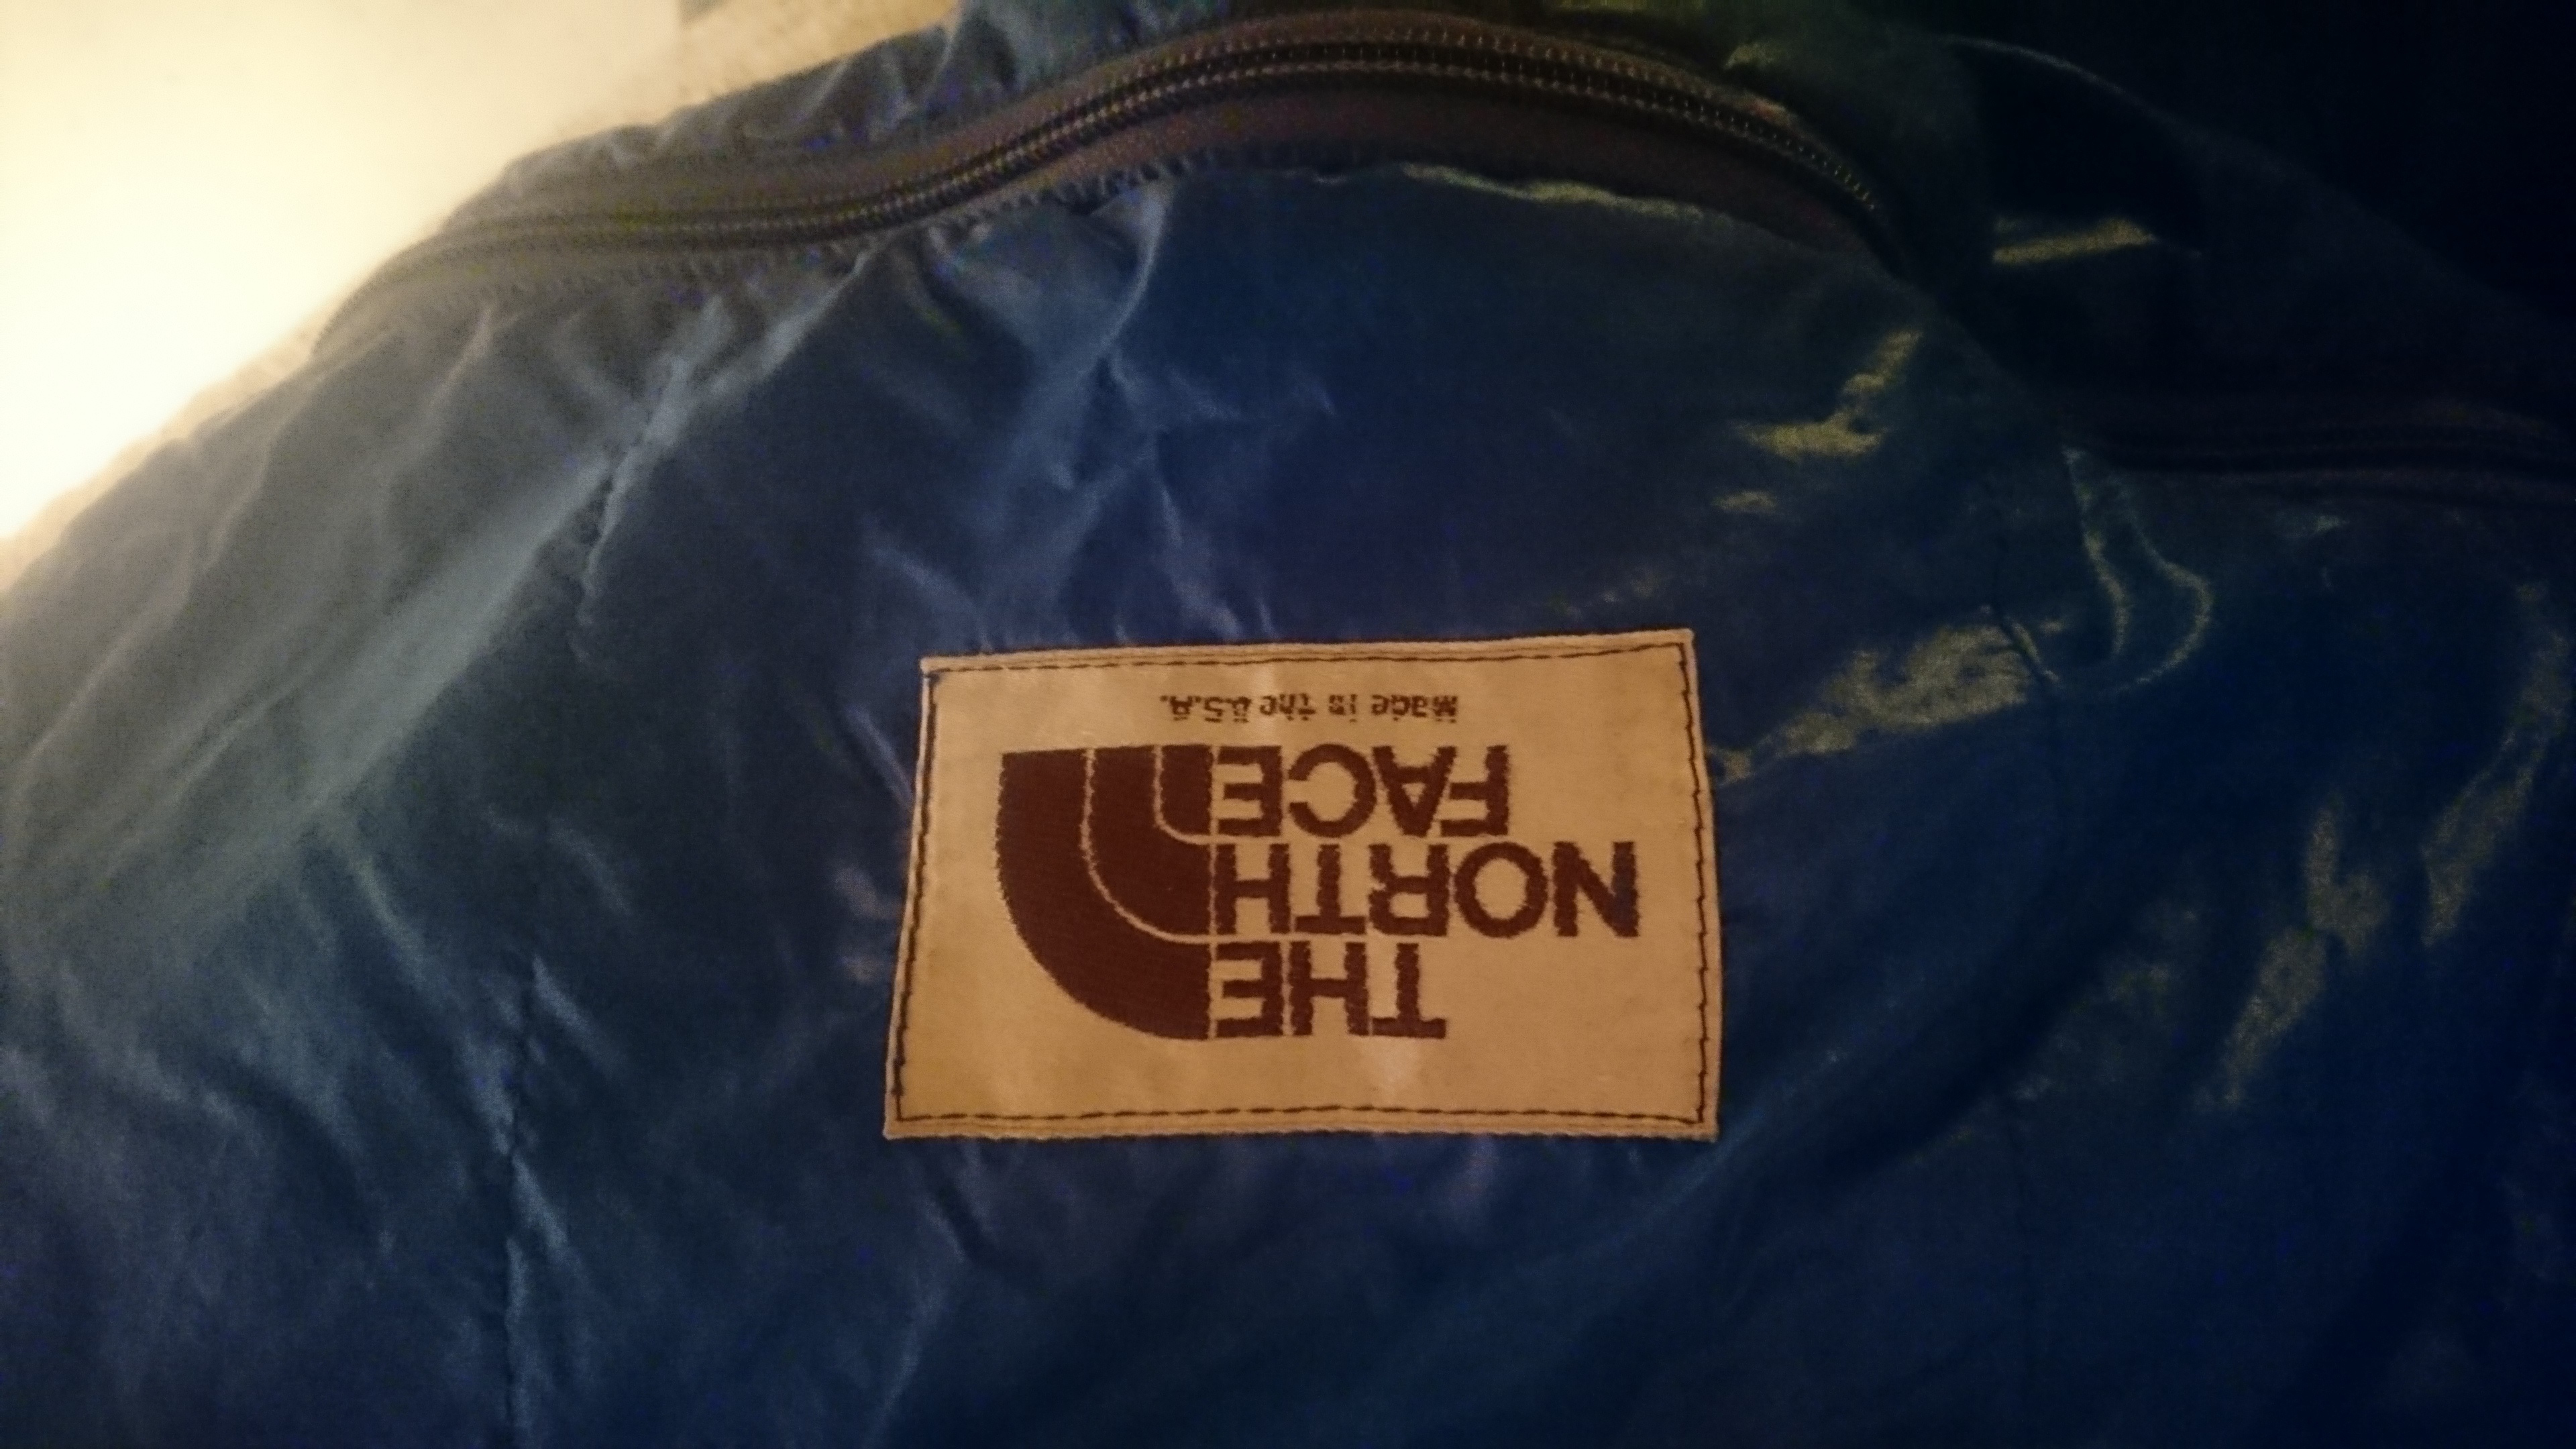 THE
NORTH
FACE
Made in the U.S.A.